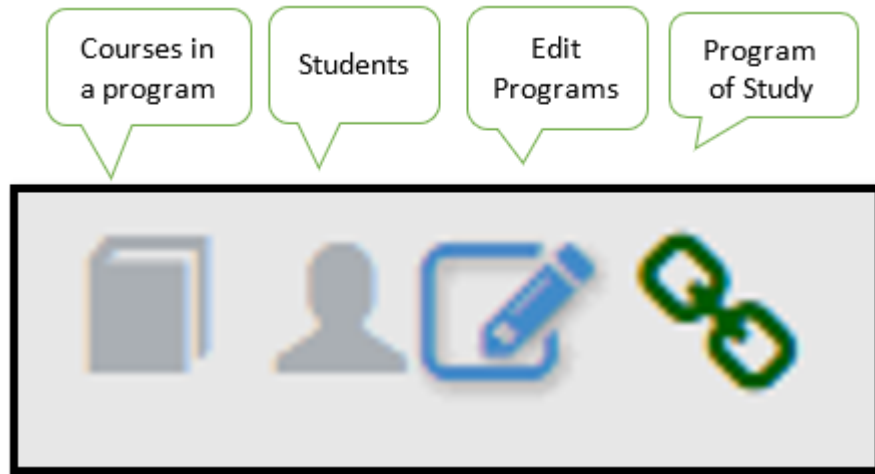 Courses in
a program
Students
Edit
Programs
Program
of Study